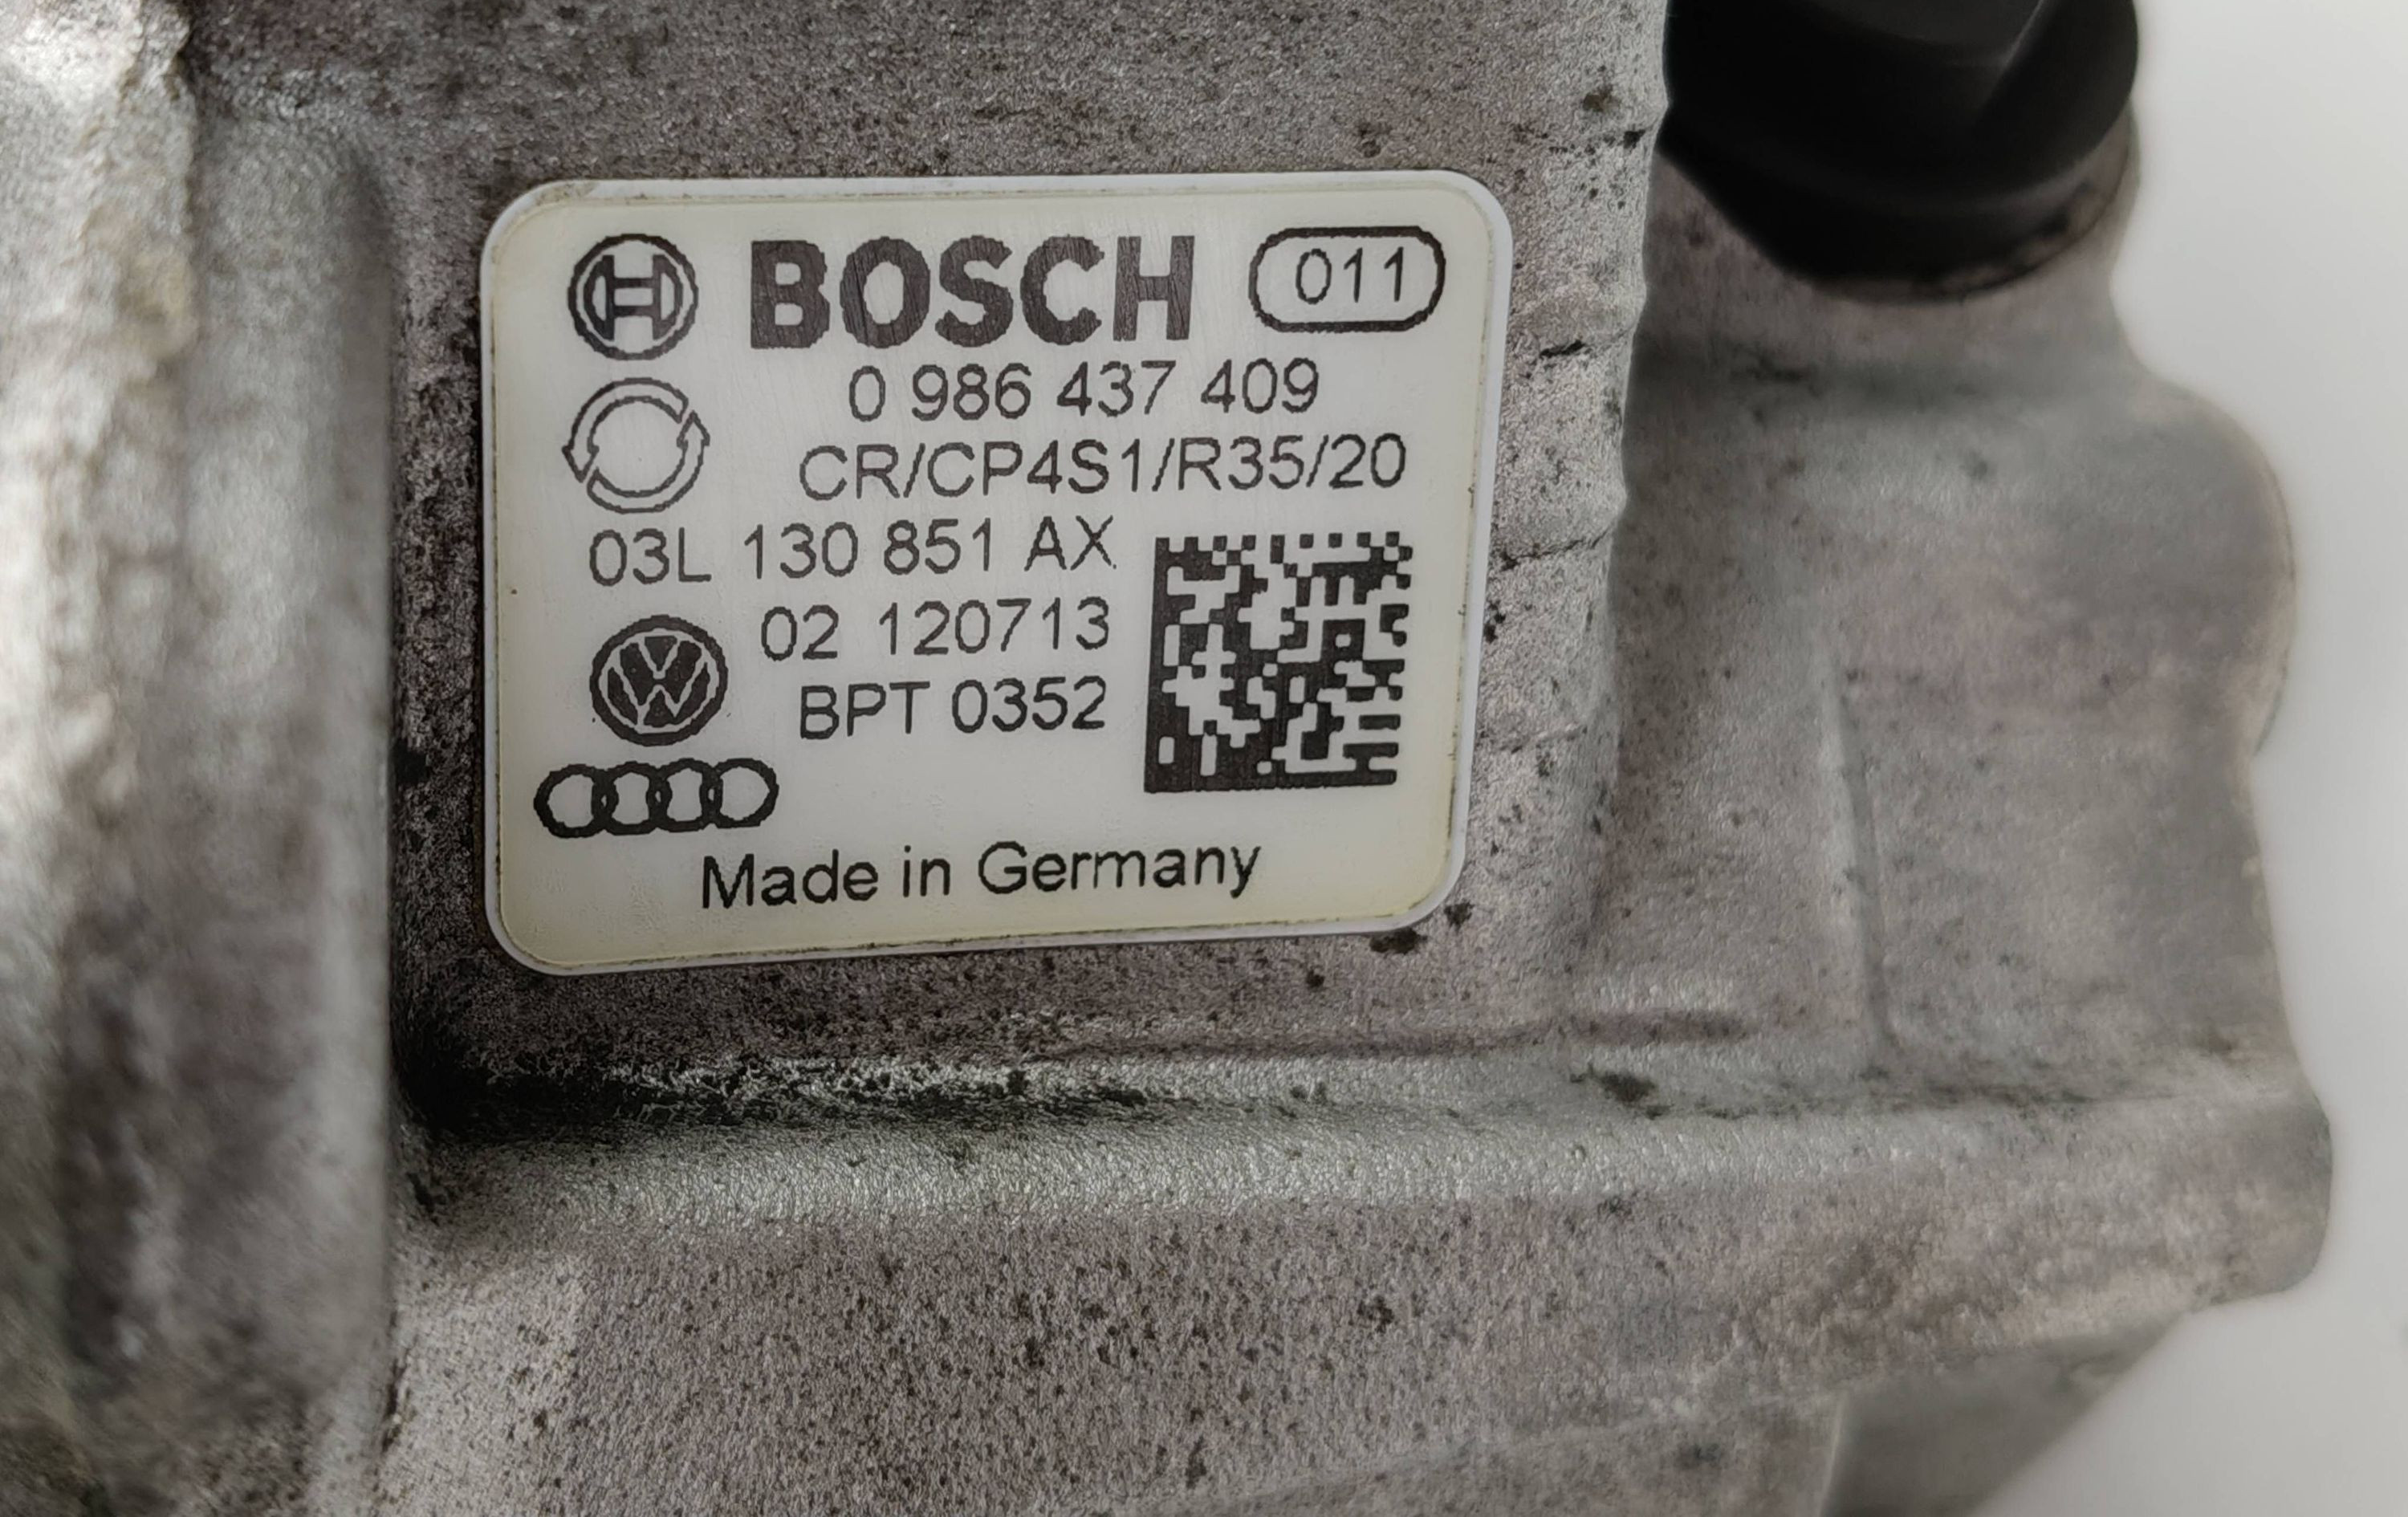 BOSCH 011
0 986 437 409
CR/CP4S1/R35/20
03L 130 851 AX
02 120713
BPT 0352
Made in Germany